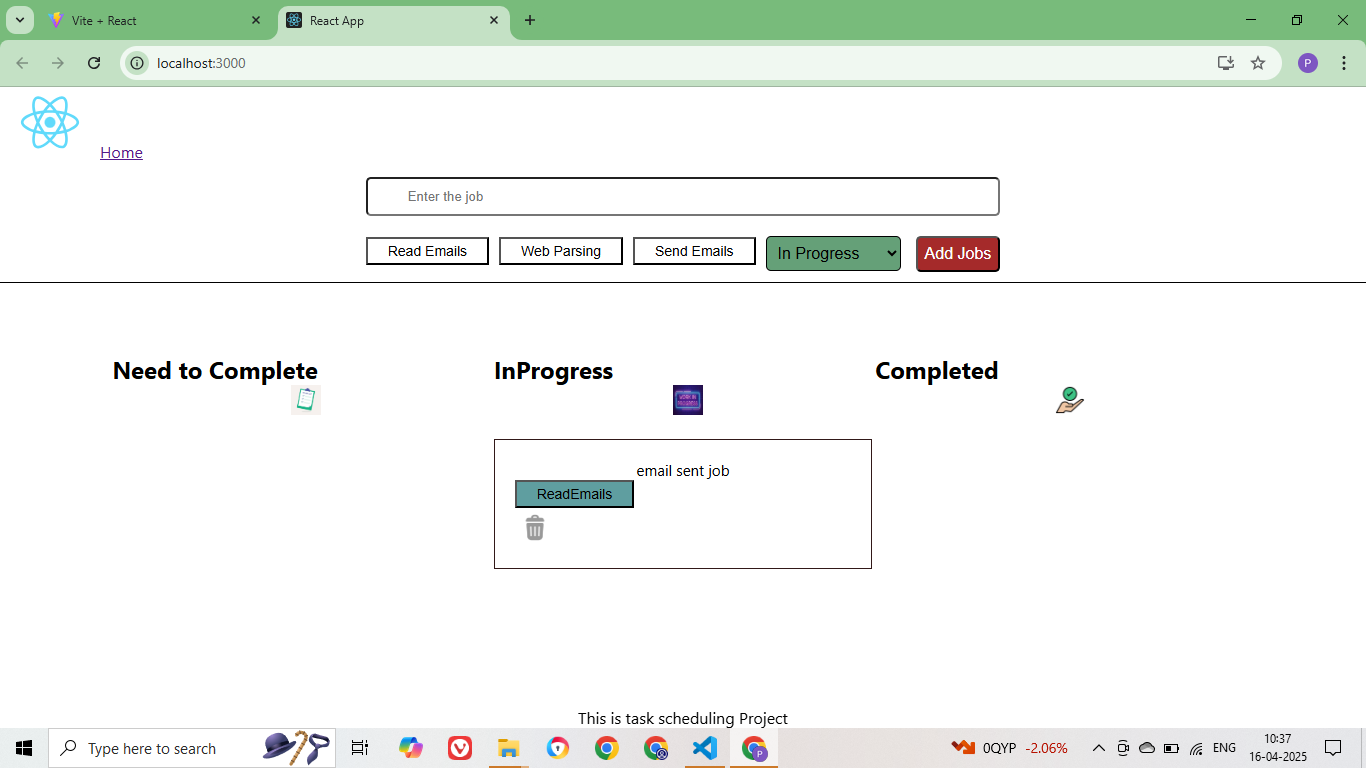 Vite + React
React App
localhost:3000
P
Home
Enter the job
Read Emails
Web Parsing
Send Emails
In Progress
Add Jobs
Need to Complete
InProgress
Completed
WORK IN
email sent job
ReadEmails
This is task scheduling Project
Type here to search
P
0QYP -2.06%
ENG
10:37
16-04-2025